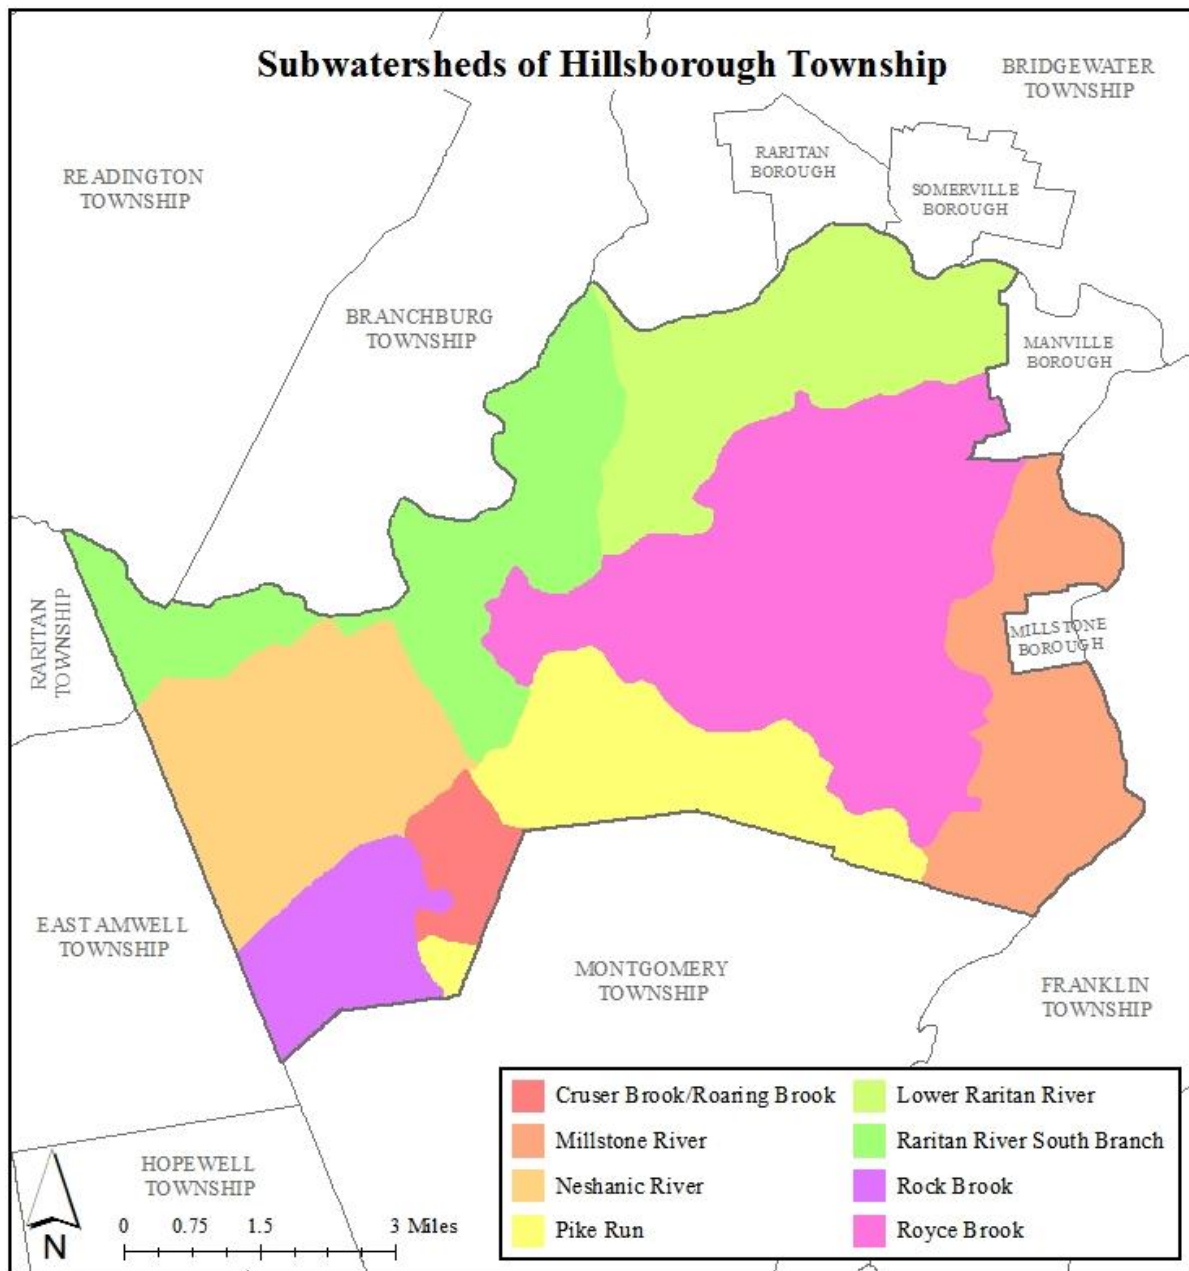 Subwatersheds of Hillsborough Township
BRIDGEWATER
TOWNSHIP
READINGTON
TOWNSHIP
RARITAN
BOROUGH
SOMERVILLE
BOROUGH
BRANCHBURG
TOWNSHIP
MANVILLE
BOROUGH
RARITAN
TOWNSHIP
MILLSTONE
BOROUGH
EAST AMWELL
TOWNSHIP
MONTGOMERY
TOWNSHIP
FRANKLIN
TOWNSHIP
HOPEWELL
TOWNSHIP
N
0 0.75 1.5 3 Miles
Cruser Brook/Roaring Brook
Millstone River
Neshanic River
Pike Run
Lower Raritan River
Raritan River South Branch
Rock Brook
Royce Brook